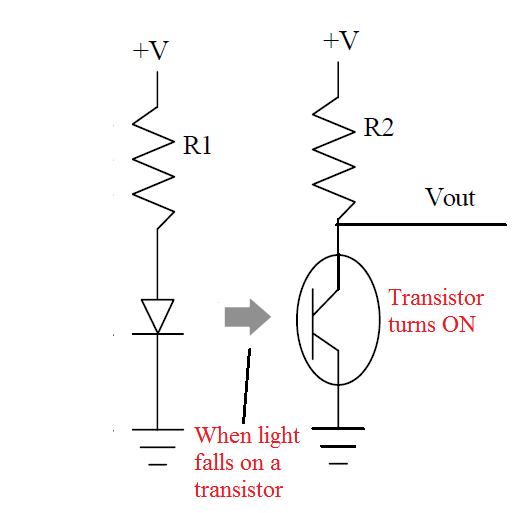 +V
+V
R1
R2
Vout
Transistor
turns ON
When light
falls on a
transistor